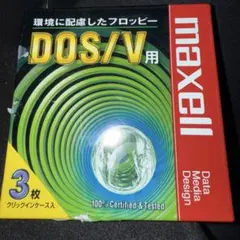 環境に配慮したフロッピー
DOS/V用
maxell
Data
Media
Design
3枚
クリックインケース入
100% Certified & Tested